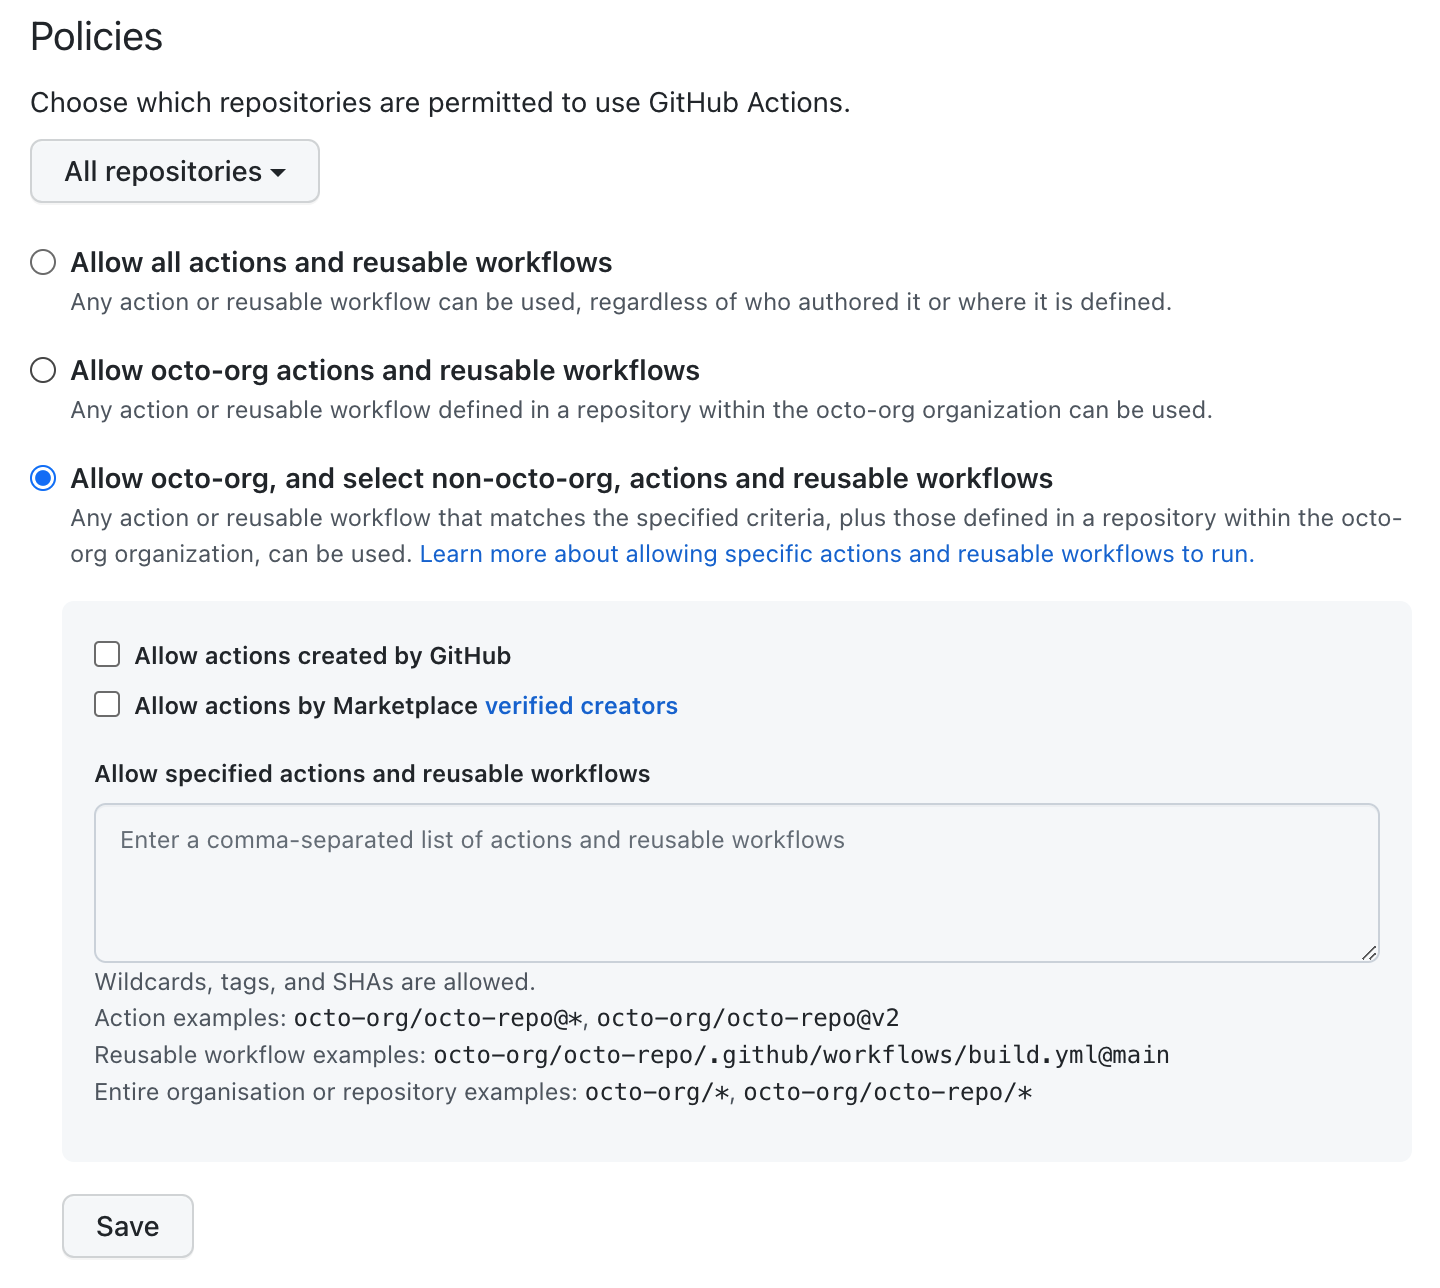 Policies
Choose which repositories are permitted to use GitHub Actions.
All repositories
Allow all actions and reusable workflows
Any action or reusable workflow can be used, regardless of who authored it or where it is defined.
Allow octo-org actions and reusable workflows
Any action or reusable workflow defined in a repository within the octo-org organization can be used.
Allow octo-org, and select non-octo-org, actions and reusable workflows
Any action or reusable workflow that matches the specified criteria, plus those defined in a repository within the octo-
org organization, can be used. Learn more about allowing specific actions and reusable workflows to run.
Allow actions created by GitHub
Allow actions by Marketplace verified creators
Allow specified actions and reusable workflows
Enter a comma-separated list of actions and reusable workflows
Wildcards, tags, and SHAs are allowed.
Action examples: octo-org/octo-repo@*, octo-org/octo-repo@v2
Reusable workflow examples: octo-org/octo-repo/.github/workflows/build.yml@main
Entire organisation or repository examples: octo-org/*, octo-org/octo-repo/*
Save